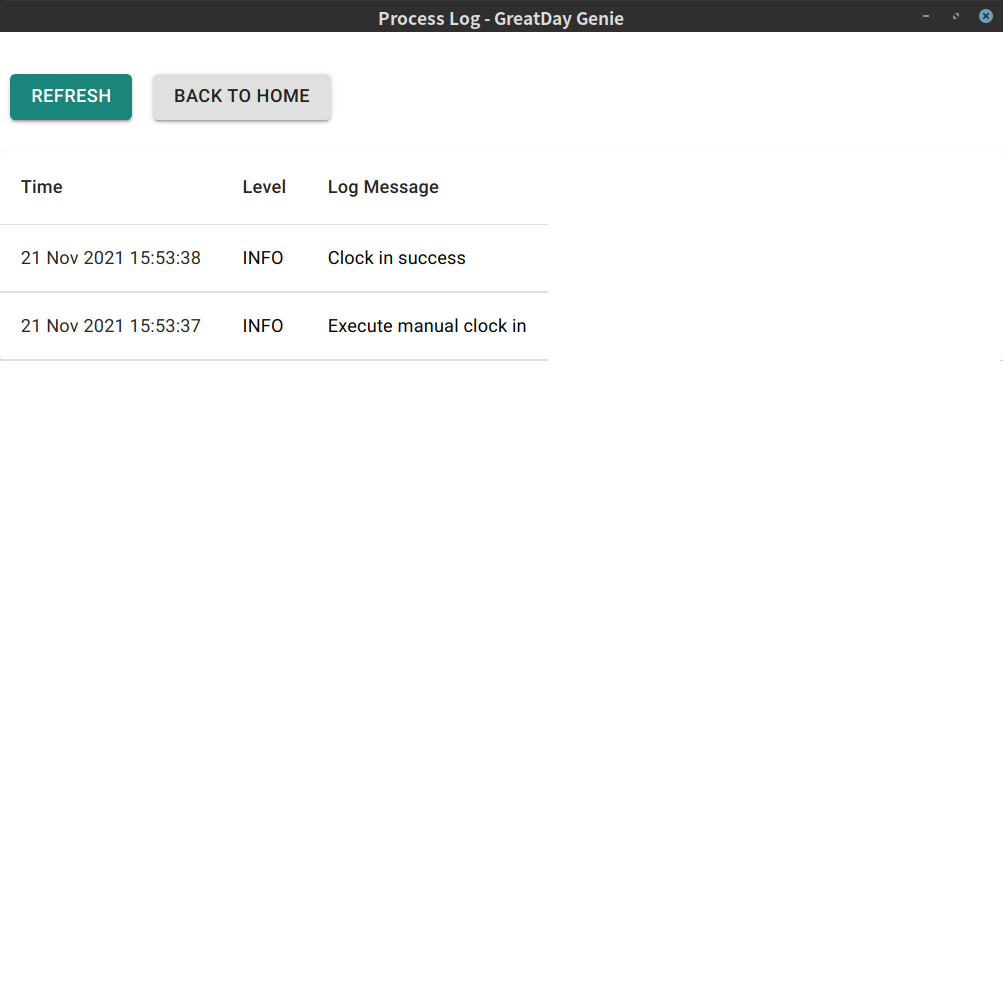 Process Log - GreatDay Genie
REFRESH BACK TO HOME
Time Level Log Message
21 Nov 2021 15:53:38 INFO Clock in success
21 Nov 2021 15:53:37 INFO Execute manual clock in